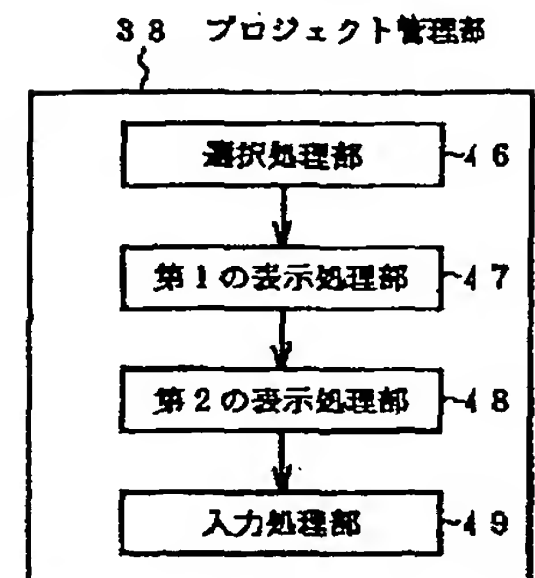 38 プロジェクト管理部
選択処理部 ~46
第1の表示処理部 ~47
第2の表示処理部 ~48
入力処理部 ~49